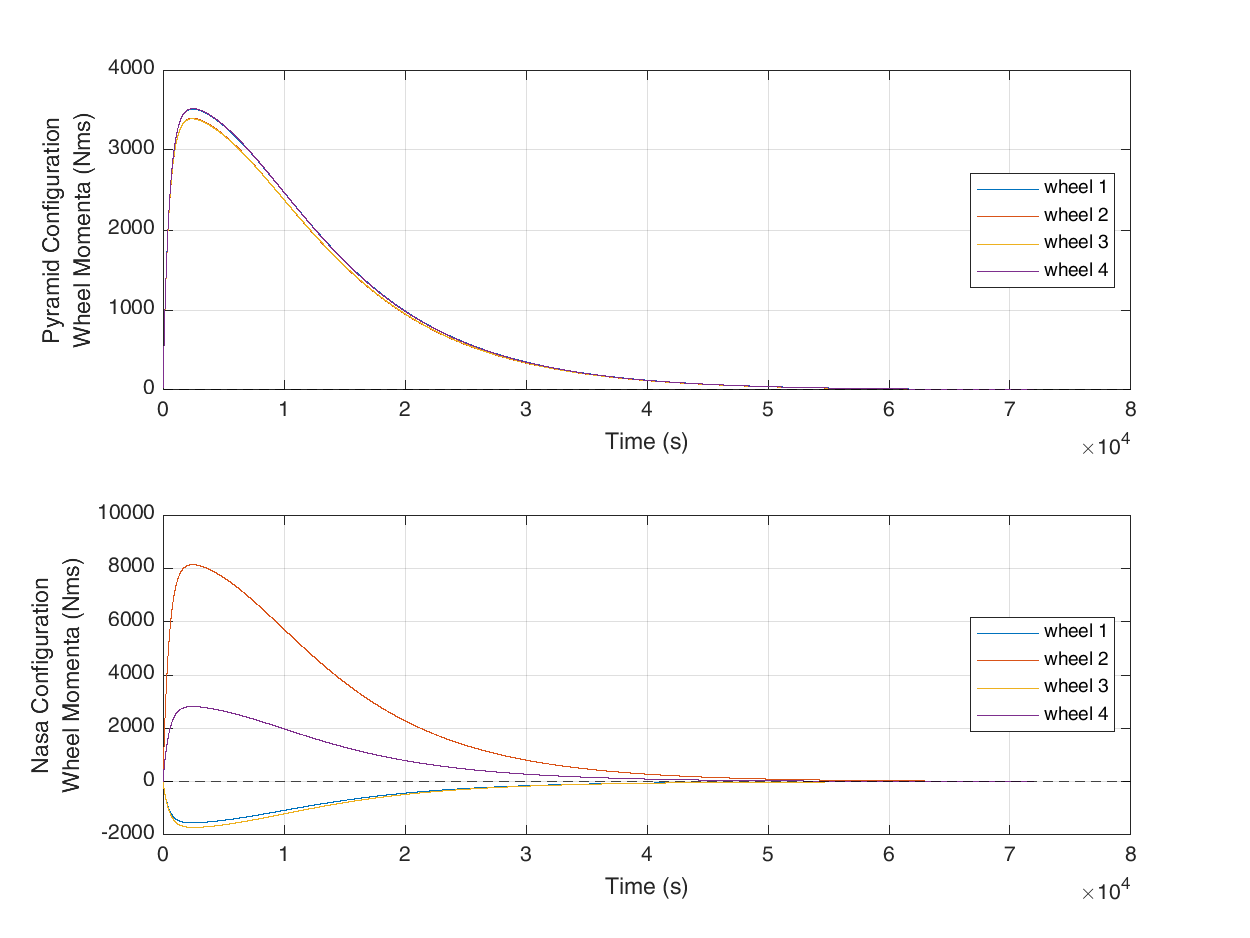 4000
3000
2000
1000
0
Pyramid Configuration
Wheel Momenta (Nms)
wheel 1
wheel 2
wheel 3
wheel 4
0 1 2 3 4 5 6 7 8
Time (s)
×10^4
10000
8000
6000
4000
2000
0
-2000
Nasa Configuration
Wheel Momenta (Nms)
wheel 1
wheel 2
wheel 3
wheel 4
0 1 2 3 4 5 6 7 8
Time (s)
×10^4